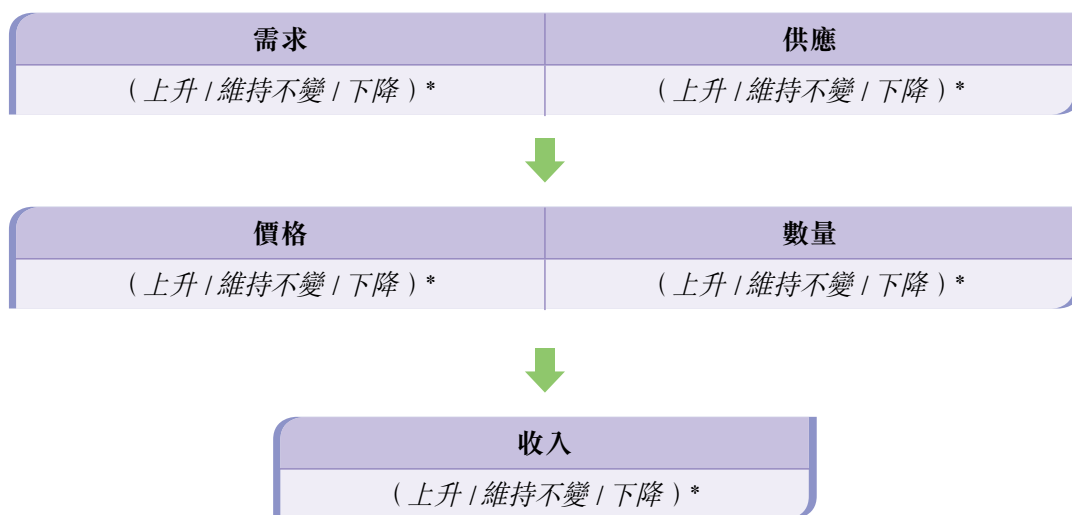 需求 供應
（上升 / 維持不變 / 下降）* （上升 / 維持不變 / 下降）*
價格 數量
（上升 / 維持不變 / 下降）* （上升 / 維持不變 / 下降）*
收入
（上升 / 維持不變 / 下降）*